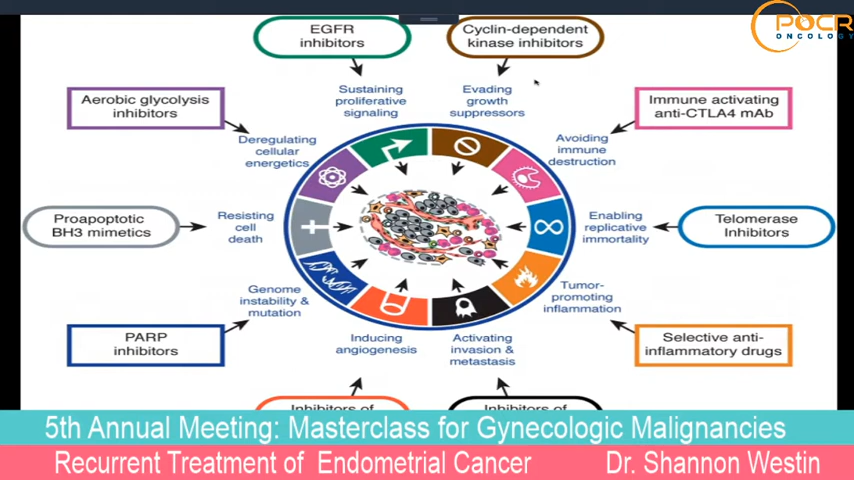 POCR
ONCOLOGY
EGFR
inhibitors
Cyclin-dependent
kinase inhibitors
Sustaining
proliferative
signaling
Evading
growth
suppressors
Aerobic glycolysis
inhibitors
Immune activating
anti-CTLA4 mAb
Deregulating
cellular
energetics
Avoiding
immune
destruction
Proapoptotic
BH3 mimetics
Resisting
cell
death
Enabling
replicative
immortality
Telomerase
Inhibitors
Genome
instability &
mutation
Tumor-
promoting
inflammation
PARP
inhibitors
Inducing
angiogenesis
Activating
invasion &
metastasis
Selective anti-
inflammatory drugs
Inhibitors of
Inhibitors of
5th Annual Meeting: Masterclass for Gynecologic Malignancies
Recurrent Treatment of Endometrial Cancer
Dr. Shannon Westin